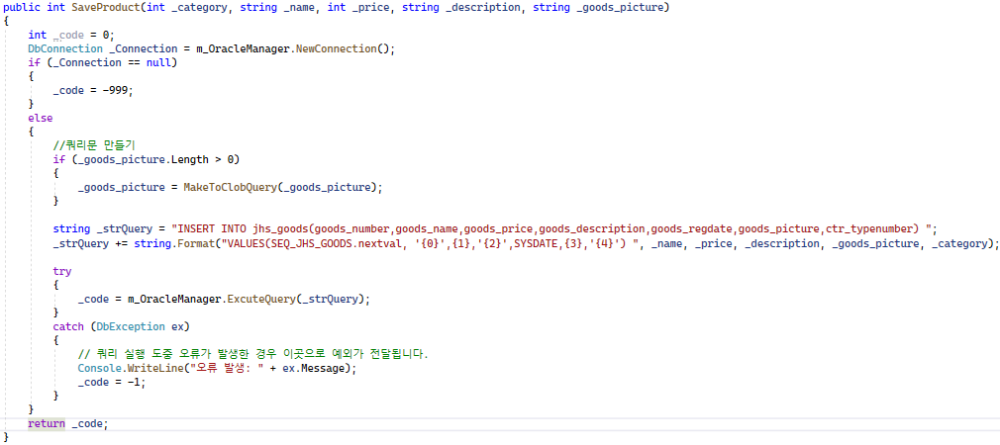 public int SaveProduct(int _category, string _name, int _price, string _description, string _goods_picture)
{
int _code = 0;
DbConnection _Connection = m_OracleManager.NewConnection();
if (_Connection == null)
{
_code = -999;
}
else
{
//쿼리문 만들기
if (_goods_picture.Length > 0)
{
_goods_picture = MakeToClobQuery(_goods_picture);
}
string _strQuery = "INSERT INTO jhs_goods(goods_number,goods_name,goods_price,goods_description,goods_regdate,goods_picture,ctr_typenumber) ";
_strQuery += string.Format("VALUES(SEQ_JHS_GOODS.nextval, '{0}',{1},'{2}',SYSDATE,{3},'{4}') ", _name, _price, _description, _goods_picture, _category);
try
{
_code = m_OracleManager.ExcuteQuery(_strQuery);
}
catch (DbException ex)
{
// 쿼리 실행 도중 오류가 발생한 경우 이곳으로 예외가 전달됩니다.
Console.WriteLine("오류 발생: " + ex.Message);
_code = -1;
}
}
return _code;
}